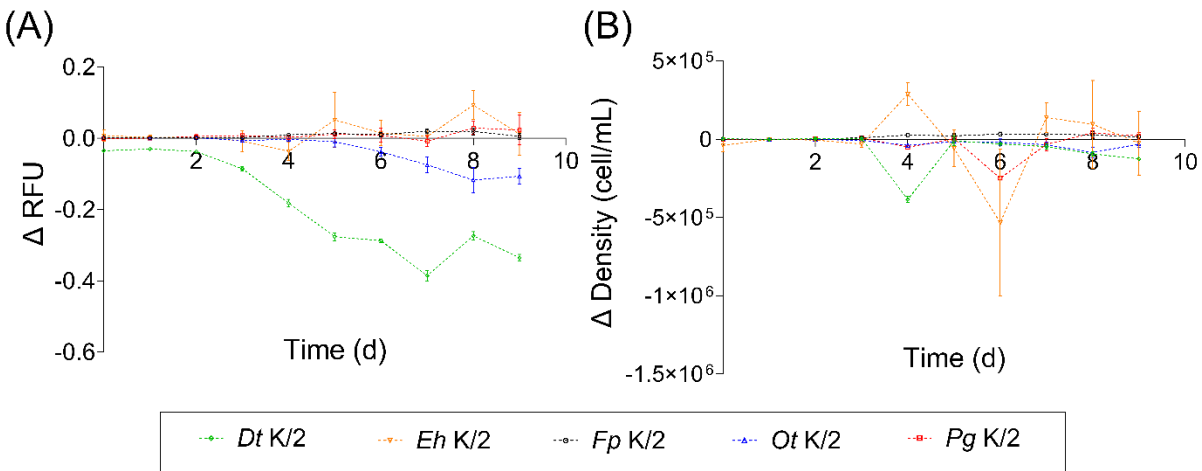 (A)
Δ RFU
0.2
0.0
-0.2
-0.4
-0.6
2
4
6
8
10
Time (d)
(B)
Δ Density (cell/mL)
5×10⁵
0
-5×10⁵
-1×10⁶
-1.5×10⁶
2
4
6
8
10
Time (d)
Dt K/2 Eh K/2 Fp K/2 Ot K/2 Pg K/2